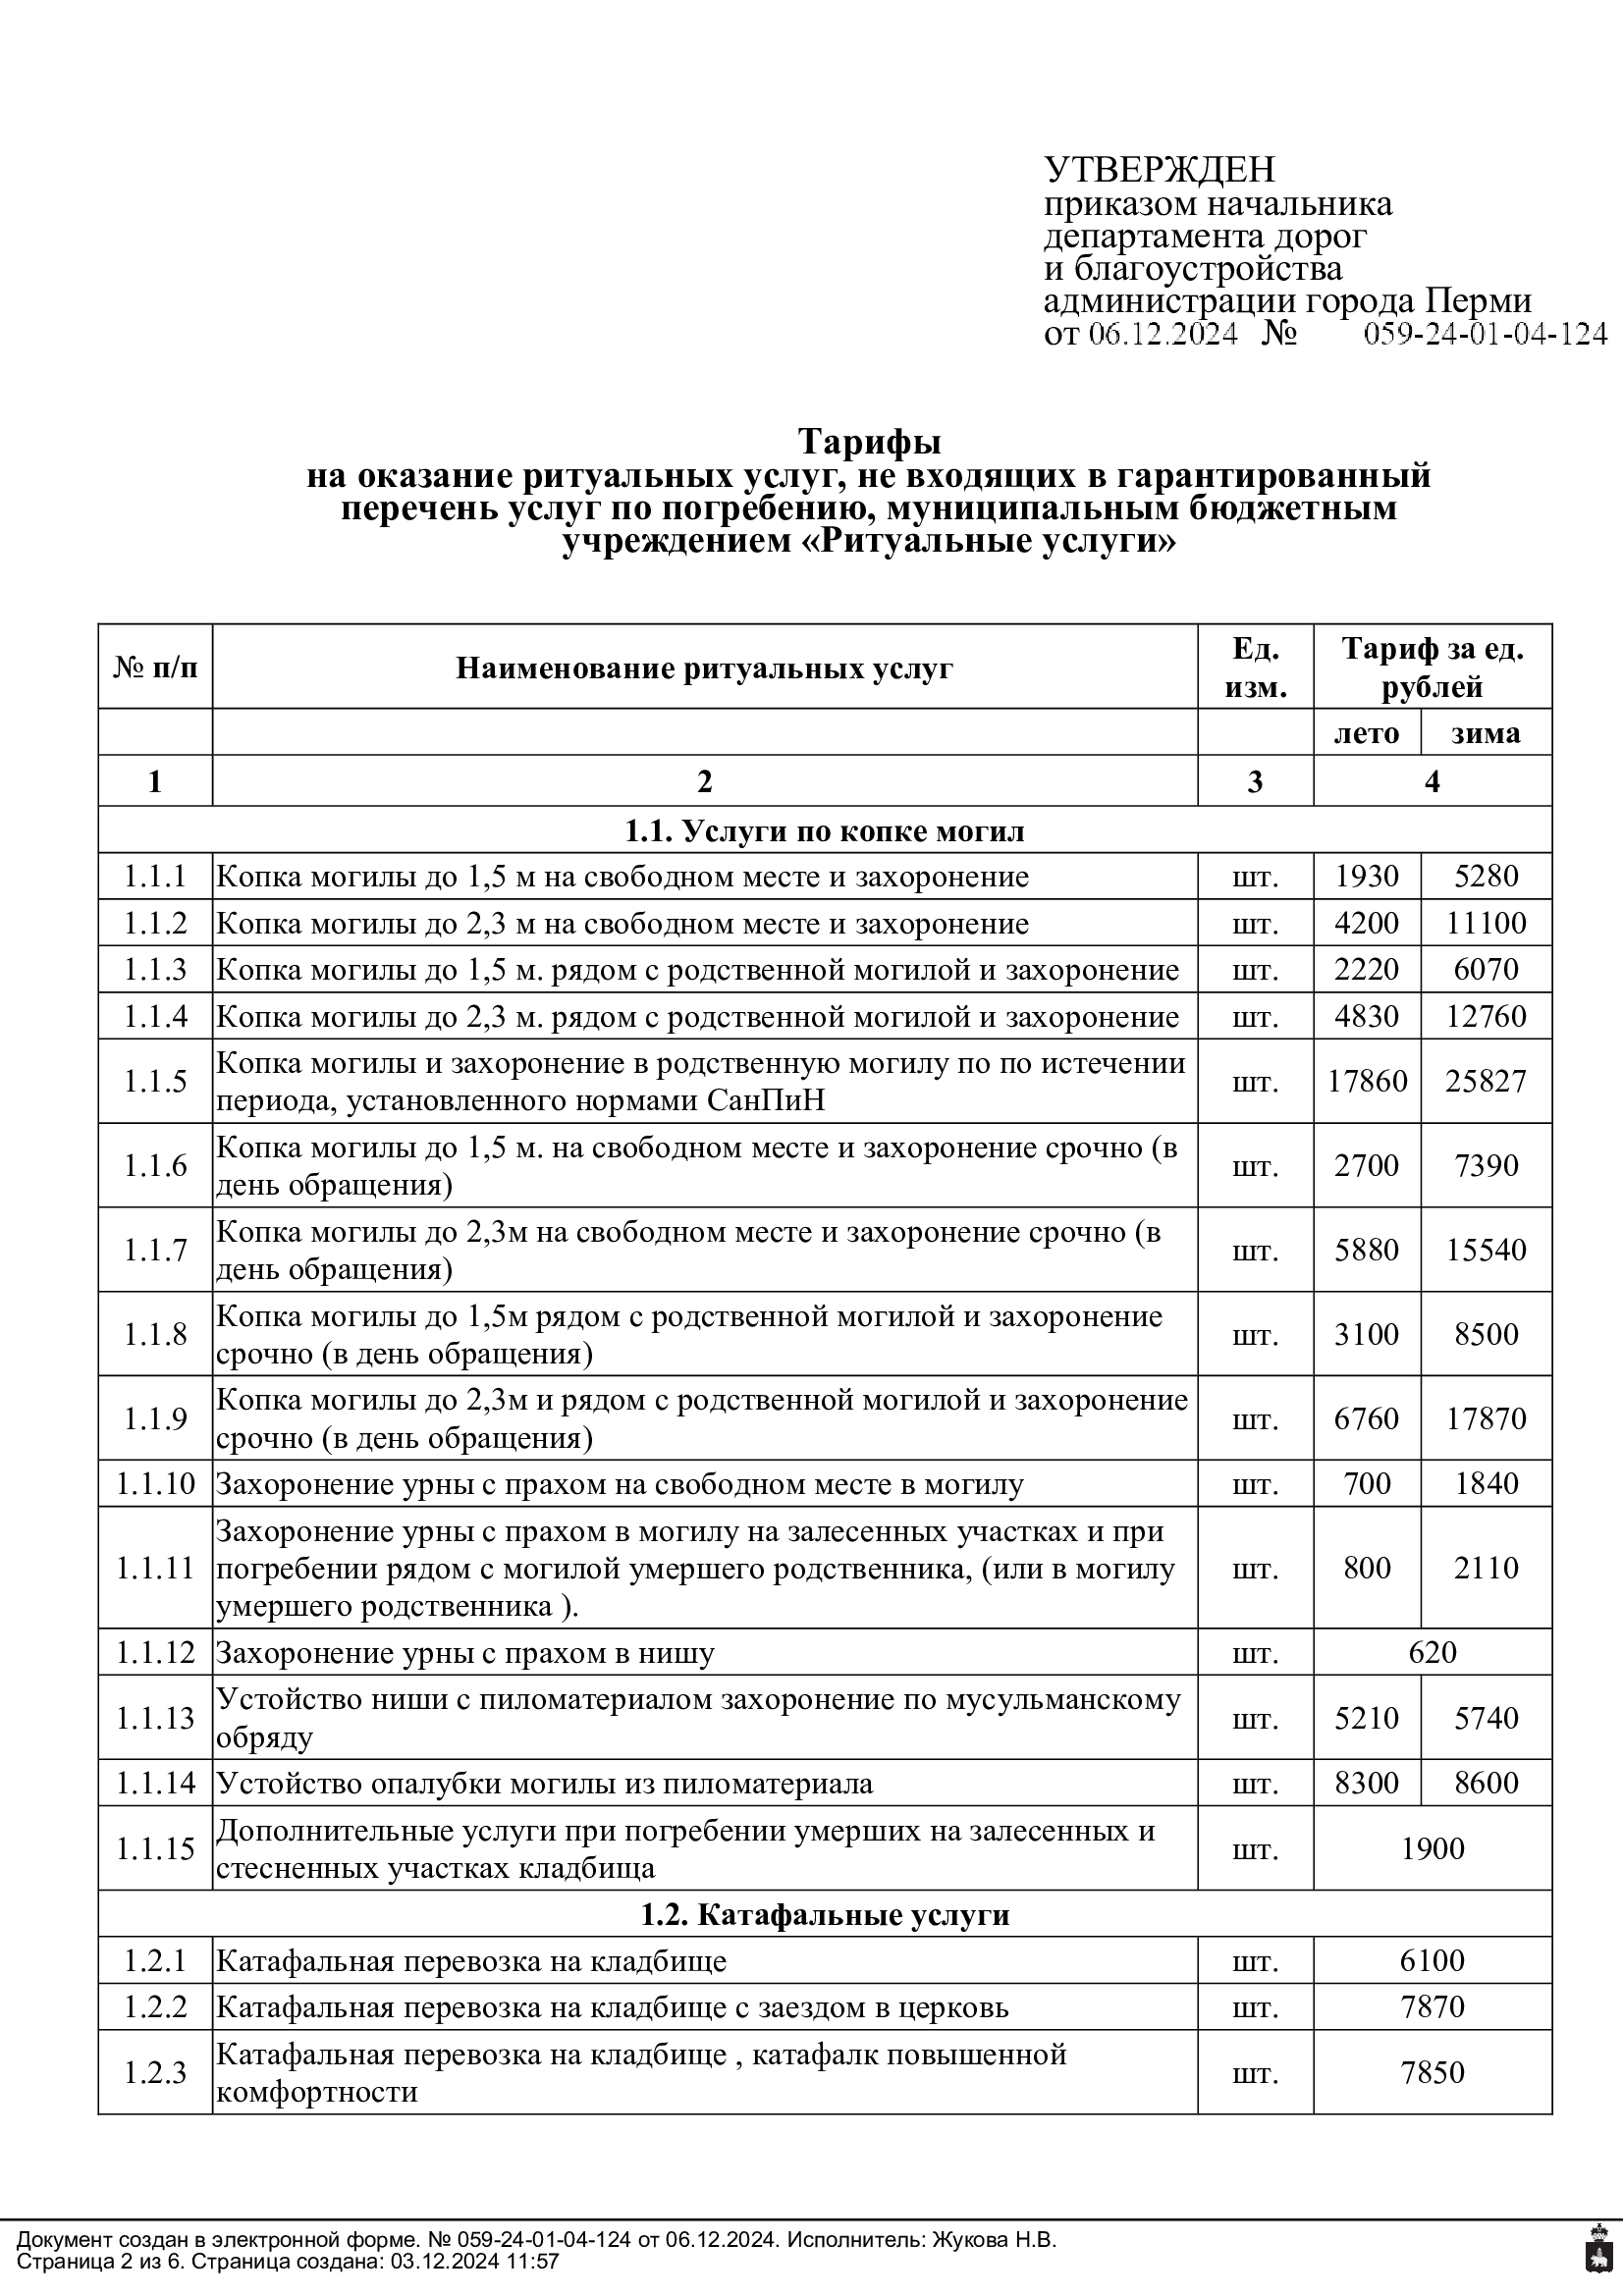 УТВЕРЖДЕН
приказом начальника
департамента дорог
и благоустройства
администрации города Перми
от 06.12.2024 № 059-24-01-04-124
Тарифы
на оказание ритуальных услуг, не входящих в гарантированный
перечень услуг по погребению, муниципальным бюджетным
учреждением «Ритуальные услуги»
№ п/п Наименование ритуальных услуг Ед. изм. Тариф за ед. рублей
лето зима
1 2 3 4
1.1. Услуги по копке могил
1.1.1 Копка могилы до 1,5 м на свободном месте и захоронение шт. 1930 5280
1.1.2 Копка могилы до 2,3 м на свободном месте и захоронение шт. 4200 11100
1.1.3 Копка могилы до 1,5 м. рядом с родственной могилой и захоронение шт. 2220 6070
1.1.4 Копка могилы до 2,3 м. рядом с родственной могилой и захоронение шт. 4830 12760
1.1.5 Копка могилы и захоронение в родственную могилу по по истечении
периода, установленного нормами СанПиН шт. 17860 25827
1.1.6 Копка могилы до 1,5 м. на свободном месте и захоронение срочно (в
день обращения) шт. 2700 7390
1.1.7 Копка могилы до 2,3м на свободном месте и захоронение срочно (в
день обращения) шт. 5880 15540
1.1.8 Копка могилы до 1,5м рядом с родственной могилой и захоронение
срочно (в день обращения) шт. 3100 8500
1.1.9 Копка могилы до 2,3м и рядом с родственной могилой и захоронение
срочно (в день обращения) шт. 6760 17870
1.1.10 Захоронение урны с прахом на свободном месте в могилу шт. 700 1840
1.1.11 Захоронение урны с прахом в могилу на залесенных участках и при
погребении рядом с могилой умершего родственника, (или в могилу
умершего родственника ). шт. 800 2110
1.1.12 Захоронение урны с прахом в нишу шт. 620
1.1.13 Устойство ниши с пиломатериалом захоронение по мусульманскому
обряду шт. 5210 5740
1.1.14 Устойство опалубки могилы из пиломатериала шт. 8300 8600
1.1.15 Дополнительные услуги при погребении умерших на залесенных и
стесненных участках кладбища шт. 1900
1.2. Катафальные услуги
1.2.1 Катафальная перевозка на кладбище шт. 6100
1.2.2 Катафальная перевозка на кладбище с заездом в церковь шт. 7870
1.2.3 Катафальная перевозка на кладбище , катафалк повышенной
комфортности шт. 7850
Документ создан в электронной форме. № 059-24-01-04-124 от 06.12.2024. Исполнитель: Жукова Н.В.
Страница 2 из 6. Страница создана: 03.12.2024 11:57